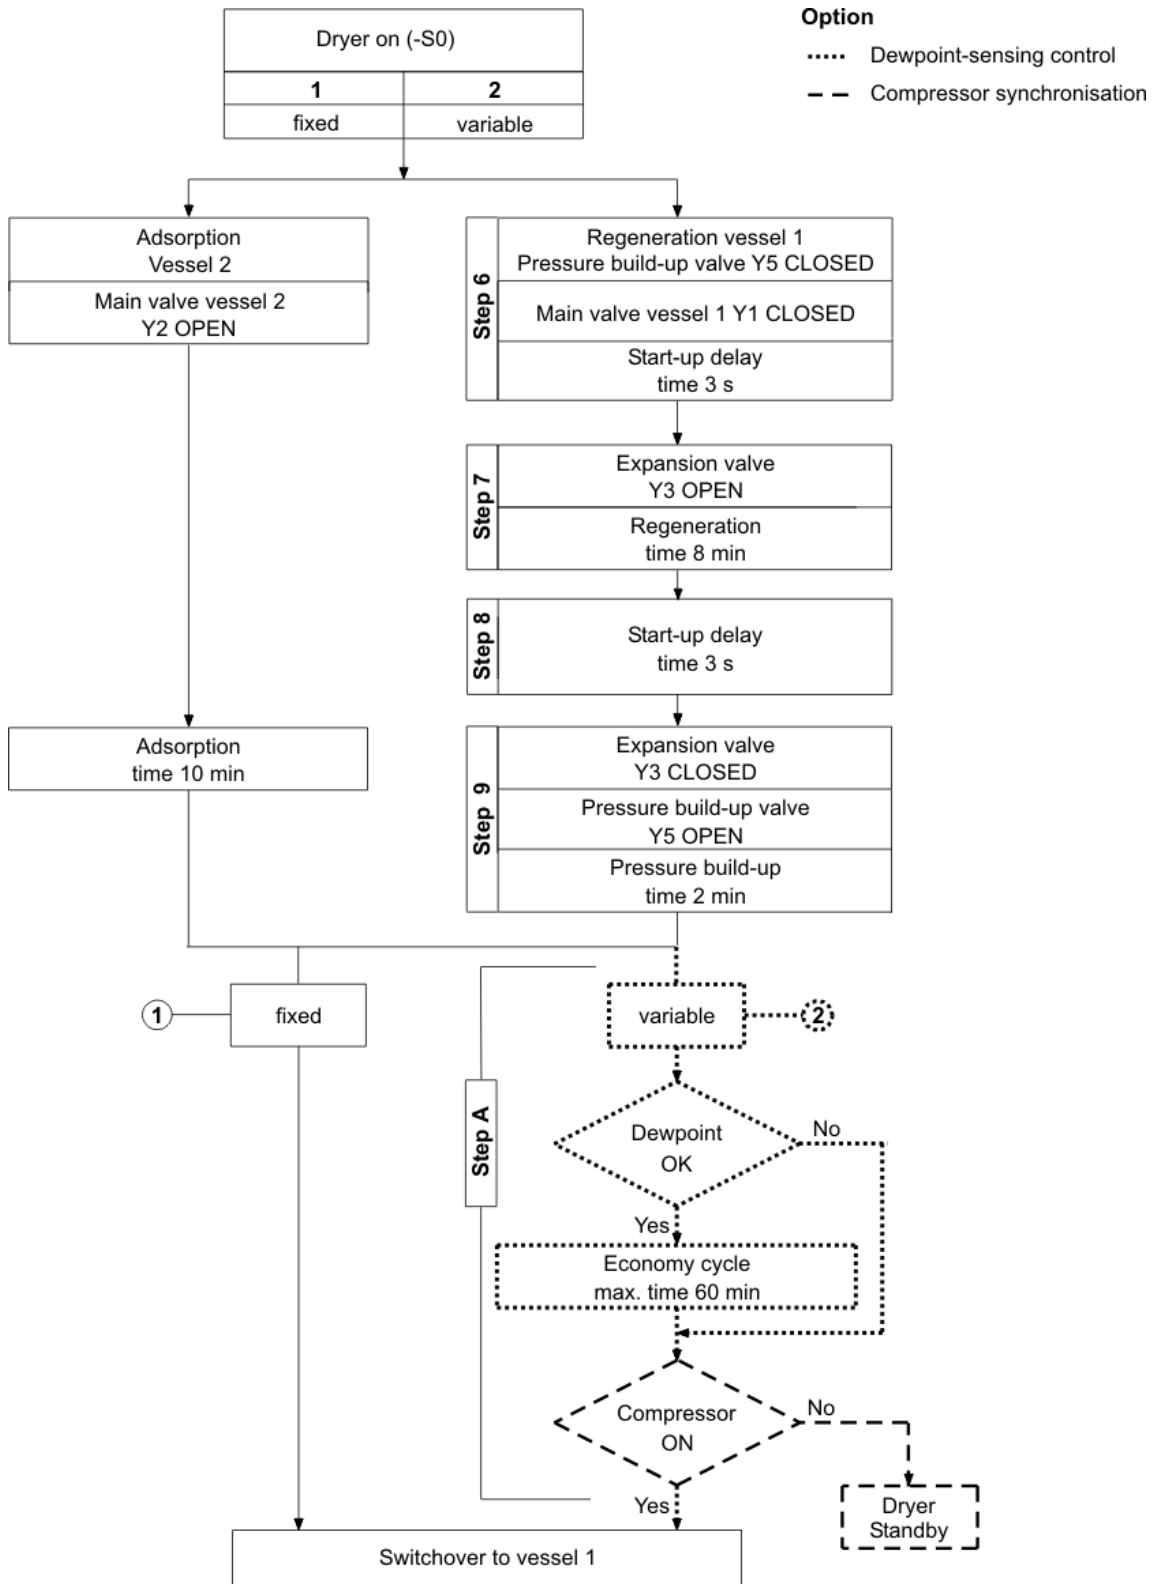 Option
Dewpoint-sensing control
Compressor synchronisation
Dryer on (-S0)
1
2
fixed
variable
Adsorption
Vessel 2
Main valve vessel 2
Y2 OPEN
Step 6
Regeneration vessel 1
Pressure build-up valve Y5 CLOSED
Main valve vessel 1 Y1 CLOSED
Start-up delay
time 3 s
Step 7
Expansion valve
Y3 OPEN
Regeneration
time 8 min
Step 8
Start-up delay
time 3 s
Adsorption
time 10 min
Step 9
Expansion valve
Y3 CLOSED
Pressure build-up valve
Y5 OPEN
Pressure build-up
time 2 min
1
fixed
variable
2
Step A
Dewpoint
OK
No
Yes
Economy cycle
max. time 60 min
Compressor
ON
No
Yes
Dryer
Standby
Switchover to vessel 1